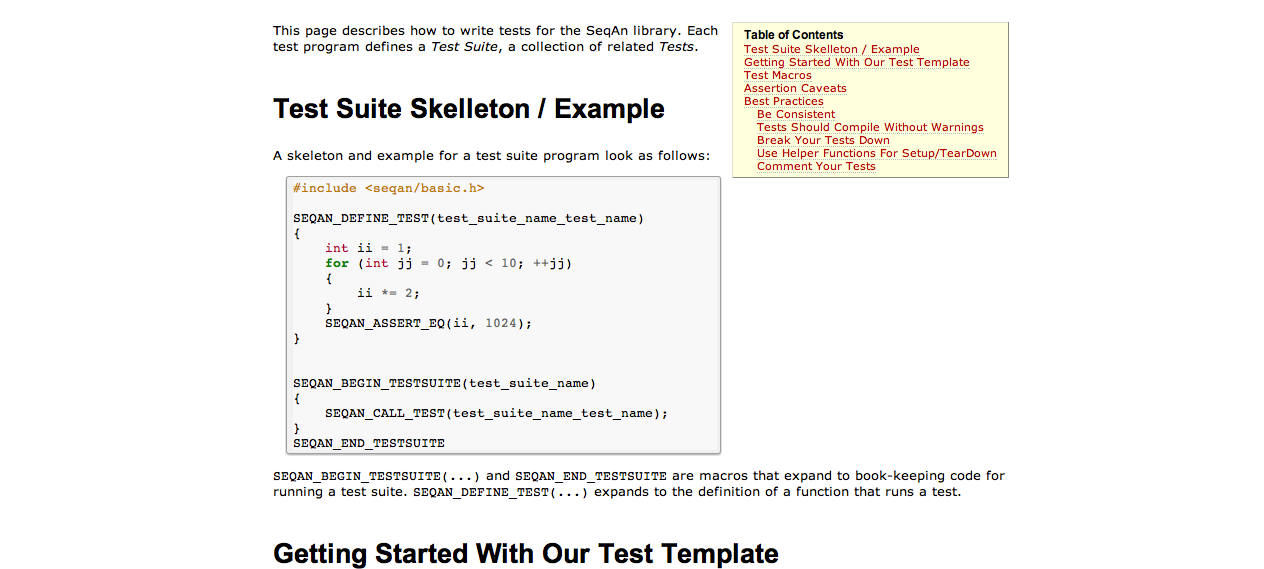 This page describes how to write tests for the SeqAn library. Each
test program defines a Test Suite, a collection of related Tests.
Table of Contents
Test Suite Skelleton / Example
Getting Started With Our Test Template
Test Macros
Assertion Caveats
Best Practices
Be Consistent
Tests Should Compile Without Warnings
Break Your Tests Down
Use Helper Functions For Setup/TearDown
Comment Your Tests
Test Suite Skelleton / Example
A skeleton and example for a test suite program look as follows:
#include <seqan/basic.h>
SEQAN_DEFINE_TEST(test_suite_name_test_name)
{
    int ii = 1;
    for (int jj = 0; jj < 10; ++jj)
    {
        ii *= 2;
    }
    SEQAN_ASSERT_EQ(ii, 1024);
}
SEQAN_BEGIN_TESTSUITE(test_suite_name)
{
    SEQAN_CALL_TEST(test_suite_name_test_name);
}
SEQAN_END_TESTSUITE
SEQAN_BEGIN_TESTSUITE(...) and SEQAN_END_TESTSUITE are macros that expand to book-keeping code for
running a test suite. SEQAN_DEFINE_TEST(...) expands to the definition of a function that runs a test.
Getting Started With Our Test Template